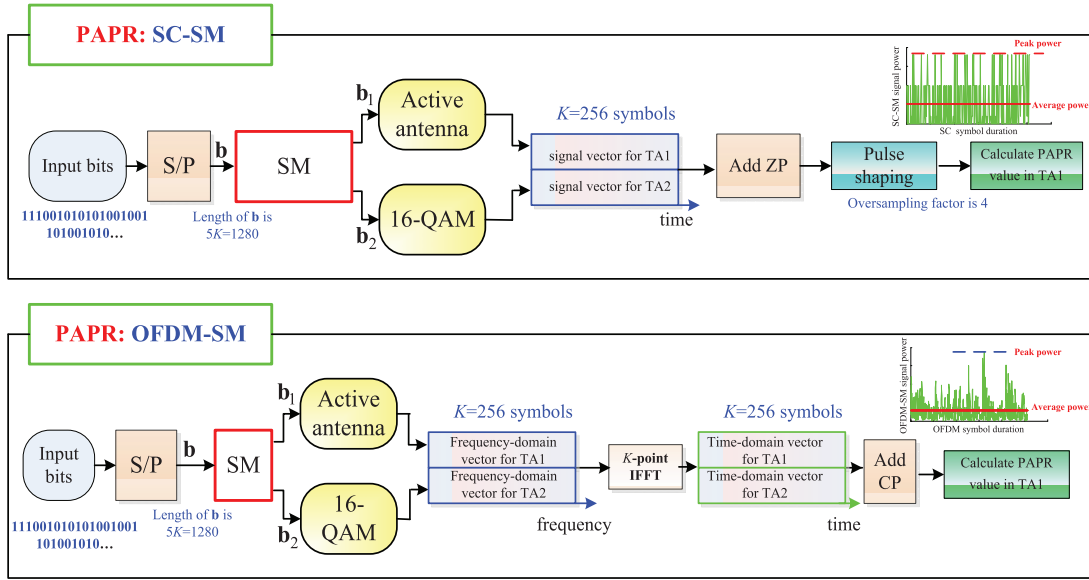 PAPR: SC-SM
Input bits
111001010101001001
101001010…
S/P
b
Length of b is
5K=1280
SM
b1
b2
Active
antenna
16-QAM
K=256 symbols
signal vector for TA1
signal vector for TA2
time
Add ZP
Pulse
shaping
Oversampling factor is 4
Calculate PAPR
value in TA1
SC-SM signal power
Peak power
Average power
SC symbol duration
PAPR: OFDM-SM
Input
bits
111001010101001001
101001010…
S/P
b
Length of b is
5K=1280
SM
b1
b2
Active
antenna
16-
QAM
K=256 symbols
Frequency-domain
vector for TA1
Frequency-domain
vector for TA2
frequency
K-point
IFFT
K=256 symbols
Time-domain vector
for TA1
Time-domain vector
for TA2
time
Add
CP
Calculate PAPR
value in TA1
OFDM-SM signal power
Peak power
Average power
OFDM symbol duration